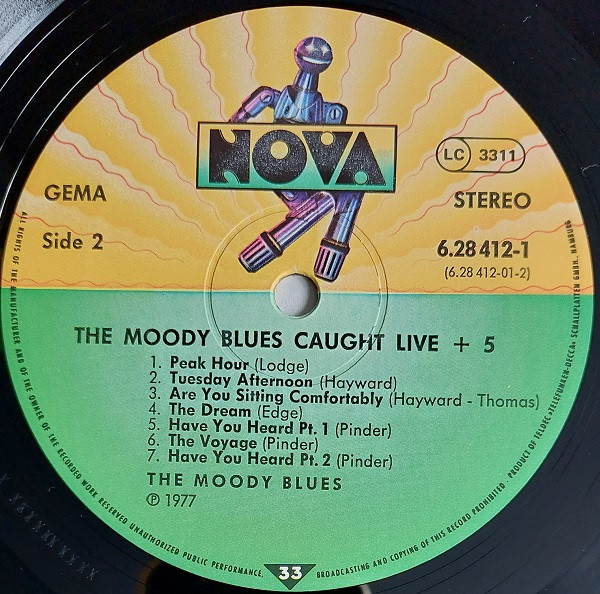 NOVA
LC 3311
GEMA
STEREO
Side 2
6.28 412-1
(6.28 412-01-2)
THE MOODY BLUES CAUGHT LIVE + 5
1. Peak Hour (Lodge)
2. Tuesday Afternoon (Hayward)
3. Are You Sitting Comfortably (Hayward - Thomas)
4. The Dream (Edge)
5. Have You Heard Pt. 1 (Pinder)
6. The Voyage (Pinder)
7. Have You Heard Pt. 2 (Pinder)
THE MOODY BLUES
℗ 1977
33
ALL RIGHTS OF THE MANUFACTURER AND OF THE OWNER OF THE RECORDED WORK RESERVED UNAUTHORIZED PUBLIC PERFORMANCE, BROADCASTING AND COPYING OF THIS RECORD PROHIBITED · PRODUCT OF TELDEC »TELEFUNKEN-DECCA« SCHALLPLATTEN GMBH., HAMBURG